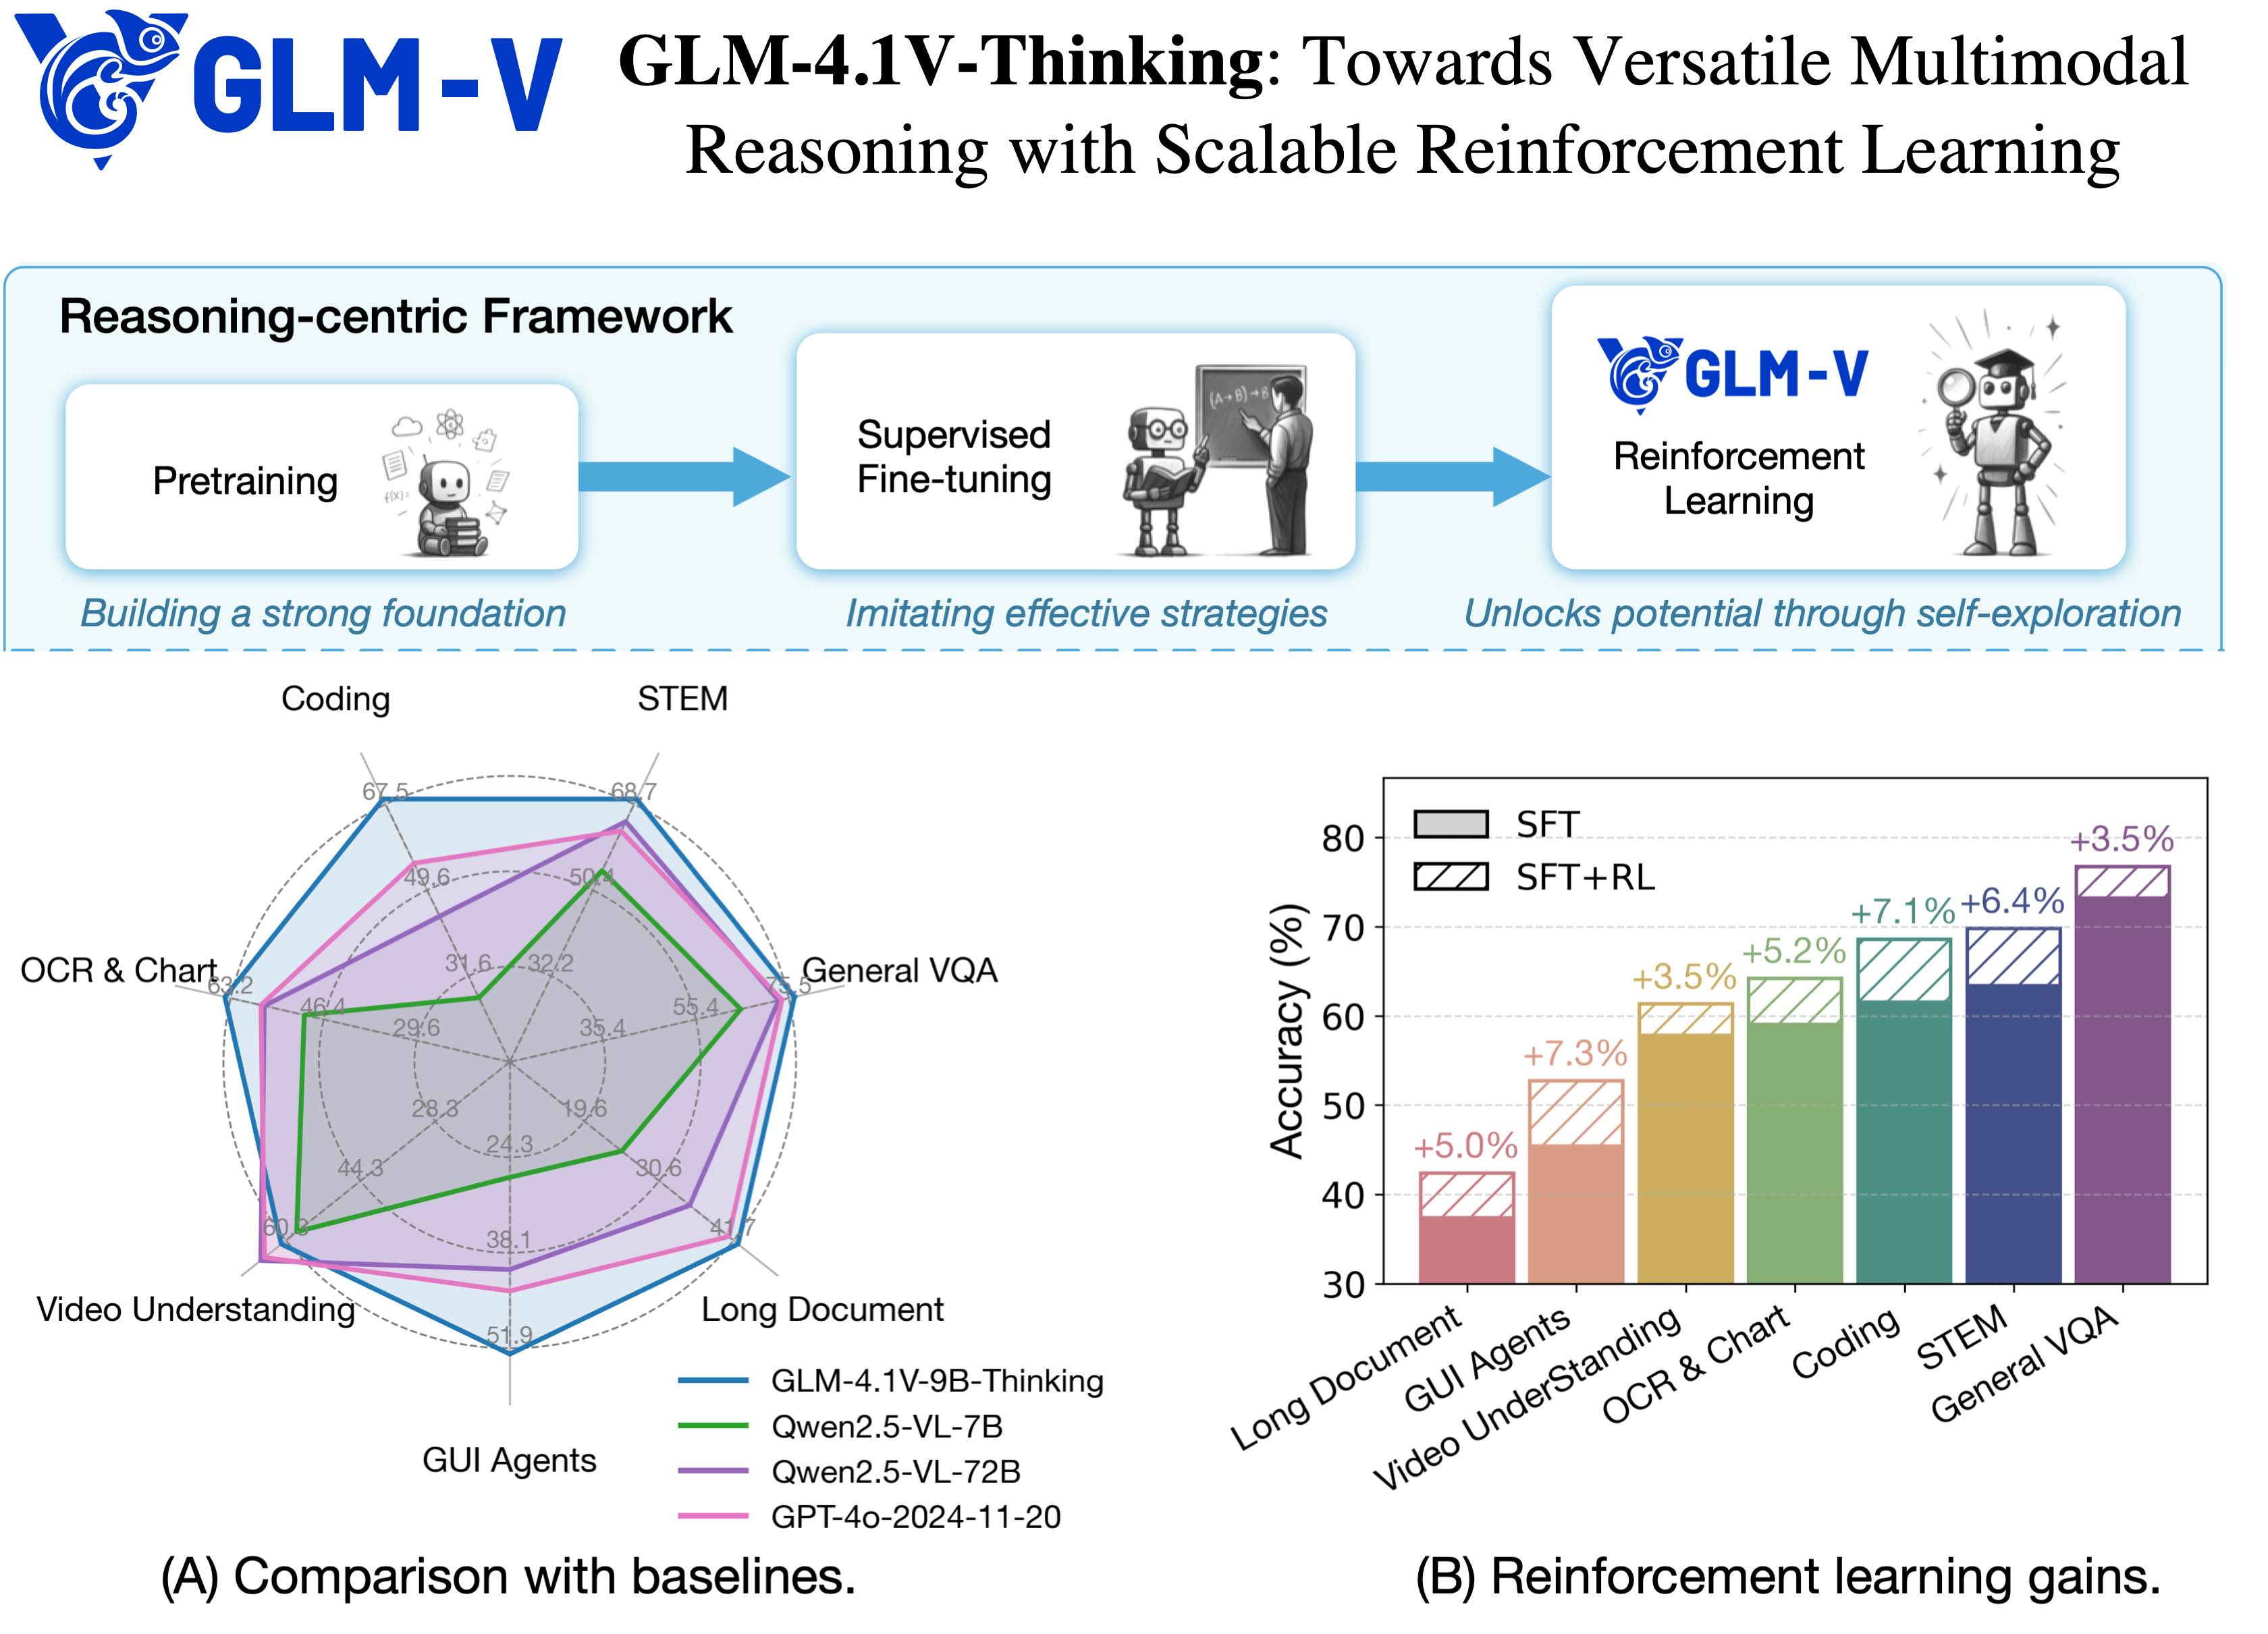 GLM-V
GLM-4.1V-Thinking: Towards Versatile Multimodal
Reasoning with Scalable Reinforcement Learning
Reasoning-centric Framework
Pretraining
f(x)=
Building a strong foundation
Supervised
Fine-tuning
(A→B)→B
Imitating effective strategies
GLM-V
Reinforcement
Learning
Unlocks potential through self-exploration
Coding
STEM
67.5
68.7
49.6
50.4
31.6
32.2
OCR & Chart
General VQA
63.2
75.5
46.4
55.4
29.6
35.4
28.3
19.6
24.3
44.3
30.6
60.3
38.1
41.7
51.9
Video Understanding
Long Document
GUI Agents
GLM-4.1V-9B-Thinking
Qwen2.5-VL-7B
Qwen2.5-VL-72B
GPT-4o-2024-11-20
(A) Comparison with baselines.
SFT
SFT+RL
Accuracy (%)
80
70
60
50
40
30
+5.0%
+7.3%
+3.5%
+5.2%
+7.1%
+6.4%
+3.5%
Long Document
GUI Agents
Video UnderStanding
OCR & Chart
Coding
STEM
General VQA
(B) Reinforcement learning gains.